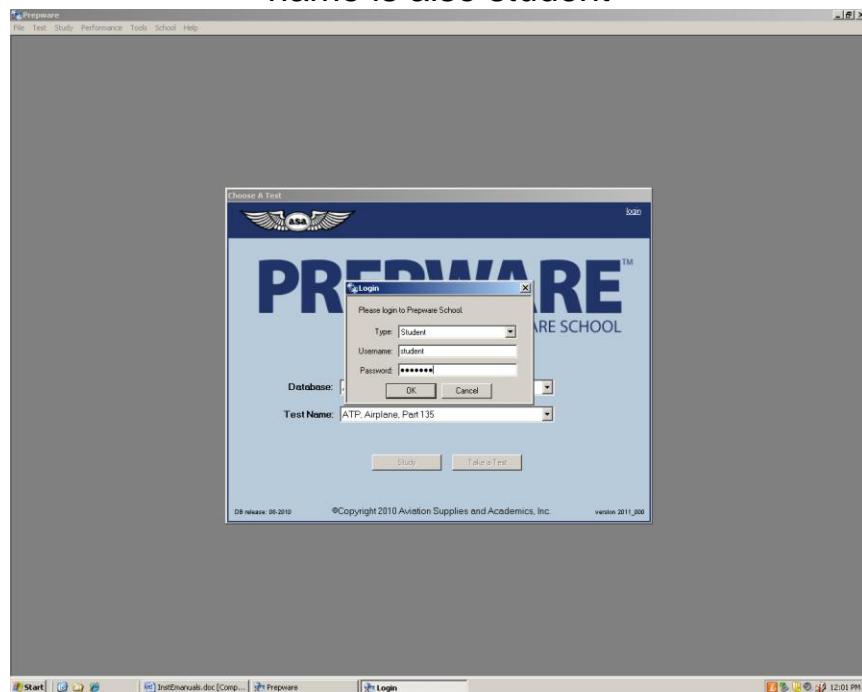 name is also student
Prepware
File Test Study Performance Tools School Help
Choose A Test
asa
login
PREPWARE™
Login
Please login to Prepware School.
ARE SCHOOL
Type: Student
Username: student
Password: •••••••
OK Cancel
Database:
Test Name: ATP, Airplane, Part 135
Study Take a Test
DB release: 08-2010 ©Copyright 2010 Aviation Supplies and Academics, Inc. version 2011_000
Start InstEmanuals.doc [Comp... Prepware Login 12:01 PM